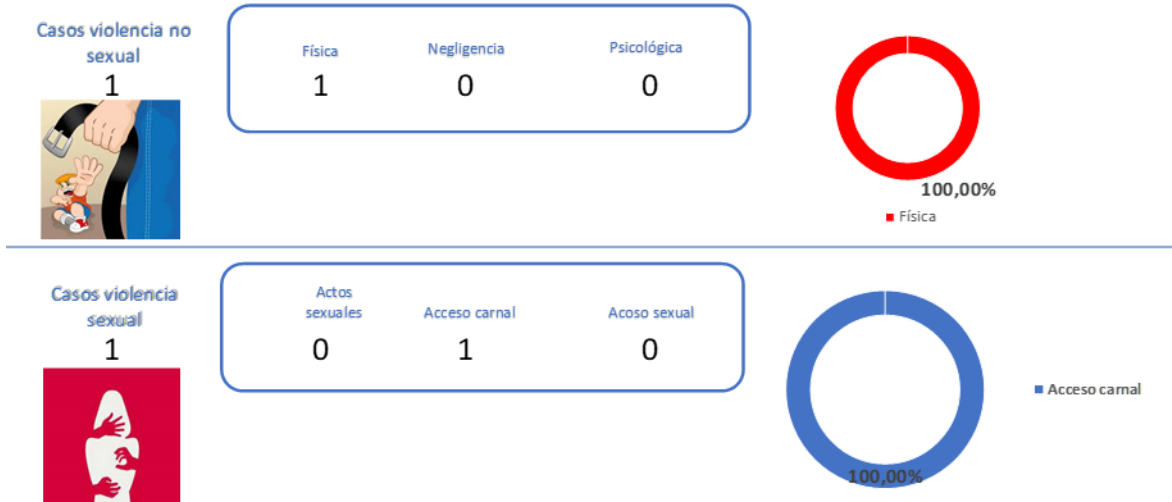 Casos violencia no
sexual
1
Física
Negligencia
Psicológica
1
0
0
100,00%
Física
Casos violencia
sexual
1
Actos
sexuales
Acceso carnal
Acoso sexual
0
1
0
Acceso carnal
100,00%